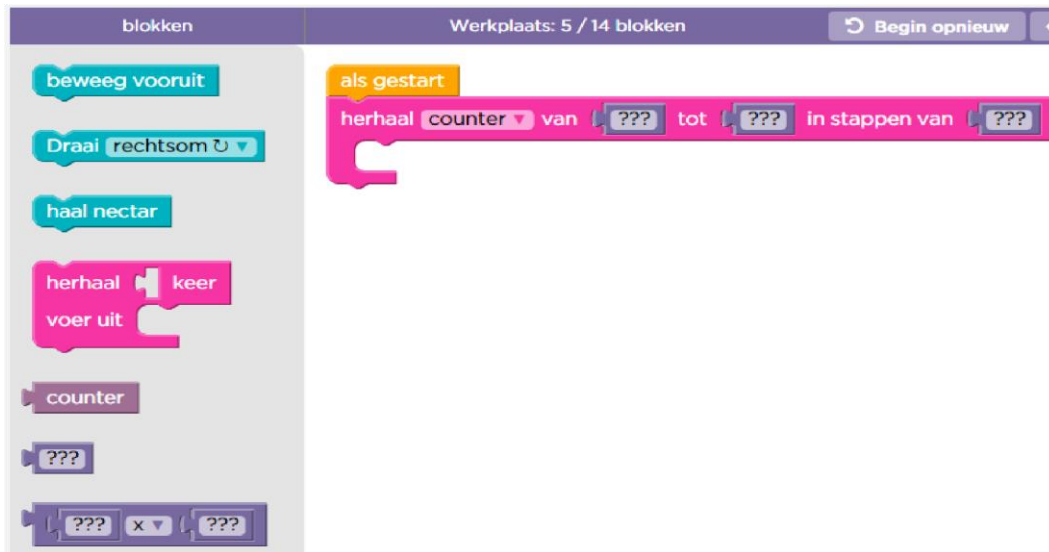 blokken
Werkplaats: 5 / 14 blokken
Begin opnieuw
beweeg vooruit
Draai rechtsom ↻ ▼
haal nectar
herhaal keer
voer uit
counter
???
??? x ▼ ???
als gestart
herhaal counter ▼ van ??? tot ??? in stappen van ???